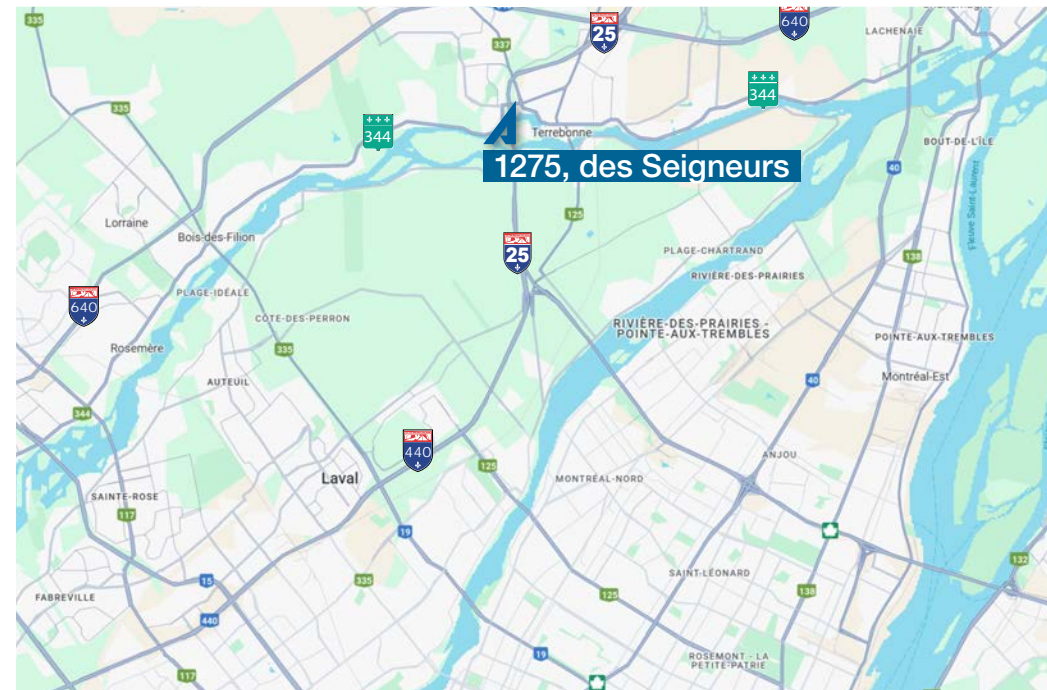 335
25
640
LACHENAIE
337
335
344
344
Terrebonne
BOUT-DE-L'ÎLE
1275, des Seigneurs
40
Fleuve Saint-Laurent
125
Lorraine
Bois-des-Filion
25
PLAGE-CHARTRAND
138
RIVIÈRE-DES-PRAIRIES
640
PLAGE-IDÉALE
CÔTE-DES-PERRON
RIVIÈRE-DES-PRAIRIES -
POINTE-AUX-TREMBLES
POINTE-AUX-TREMBLES
Rosemère
335
AUTEUIL
40
Montréal-Est
344
440
ANJOU
125
Laval
MONTRÉAL-NORD
SAINTE-ROSE
117
19
132
SAINT-LÉONARD
15
335
138
FABREVILLE
125
440
19
ROSEMONT - LA
PETITE-PATRIE
117